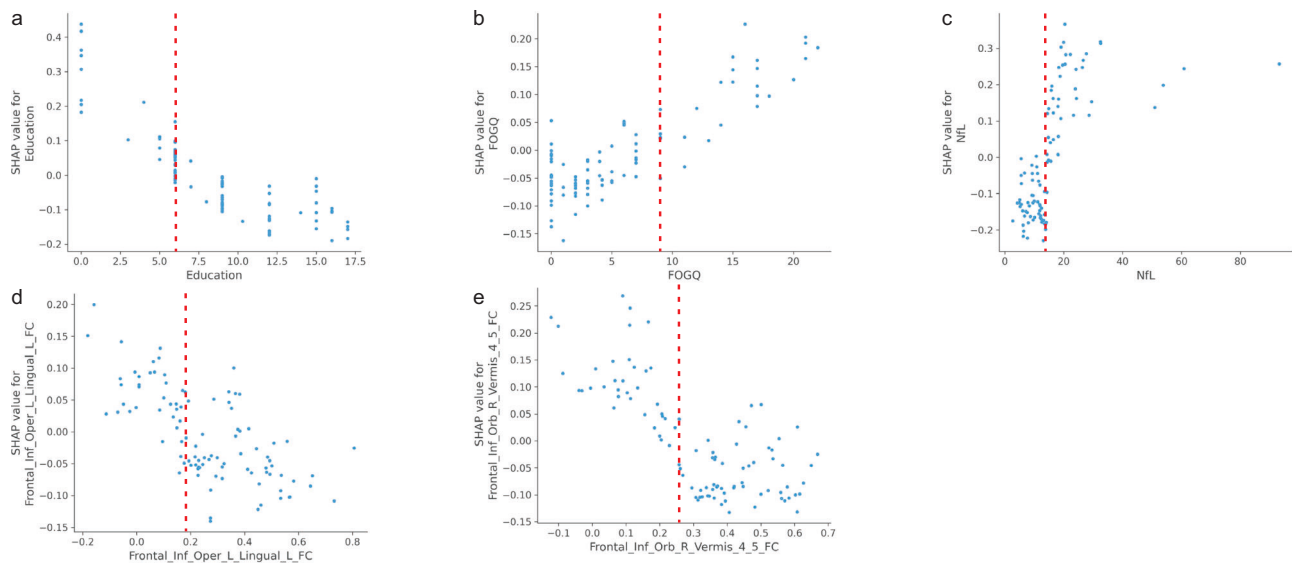 a
SHAP value for
Education
0.4
0.3
0.2
0.1
0.0
−0.1
−0.2
0.0 2.5 5.0 7.5 10.0 12.5 15.0 17.5
Education
b
SHAP value for
FOGQ
0.20
0.15
0.10
0.05
0.00
−0.05
−0.10
−0.15
0 5 10 15 20
FOGQ
c
SHAP value for
NfL
0.3
0.2
0.1
0.0
−0.1
−0.2
0 20 40 60 80
NfL
d
SHAP value for
Frontal_Inf_Oper_L_Lingual_L_FC
0.20
0.15
0.10
0.05
0.00
−0.05
−0.10
−0.15
−0.2 0.0 0.2 0.4 0.6 0.8
Frontal_Inf_Oper_L_Lingual_L_FC
e
SHAP value for
Frontal_Inf_Orb_R_Vermis_4_5_FC
0.25
0.20
0.15
0.10
0.05
0.00
−0.05
−0.10
−0.15
−0.1 0.0 0.1 0.2 0.3 0.4 0.5 0.6 0.7
Frontal_Inf_Orb_R_Vermis_4_5_FC